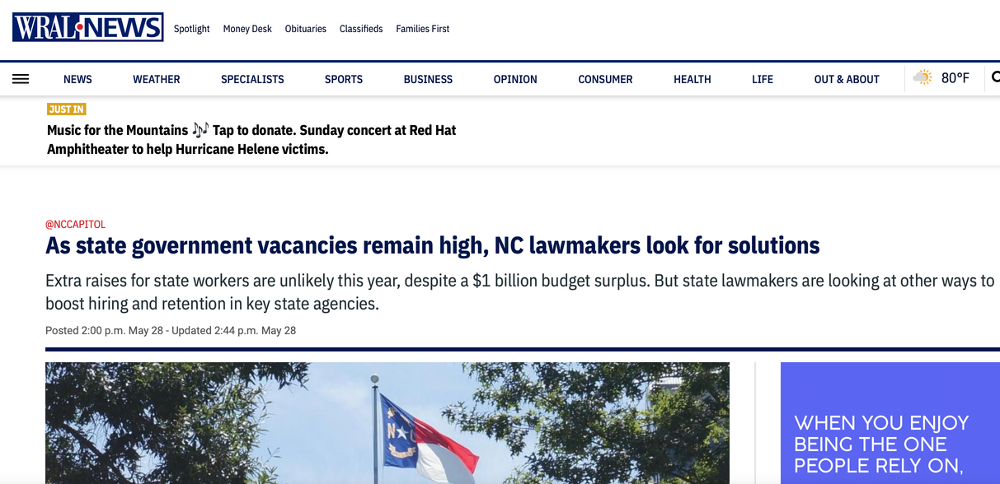 WRAL NEWS
Spotlight Money Desk Obituaries Classifieds Families First
NEWS WEATHER SPECIALISTS SPORTS BUSINESS OPINION CONSUMER HEALTH LIFE OUT & ABOUT 80°F
JUST IN
Music for the Mountains 🎶 Tap to donate. Sunday concert at Red Hat
Amphitheater to help Hurricane Helene victims.
@NCCAPITOL
As state government vacancies remain high, NC lawmakers look for solutions
Extra raises for state workers are unlikely this year, despite a $1 billion budget surplus. But state lawmakers are looking at other ways to
boost hiring and retention in key state agencies.
Posted 2:00 p.m. May 28 - Updated 2:44 p.m. May 28
N C
WHEN YOU ENJOY
BEING THE ONE
PEOPLE RELY ON,